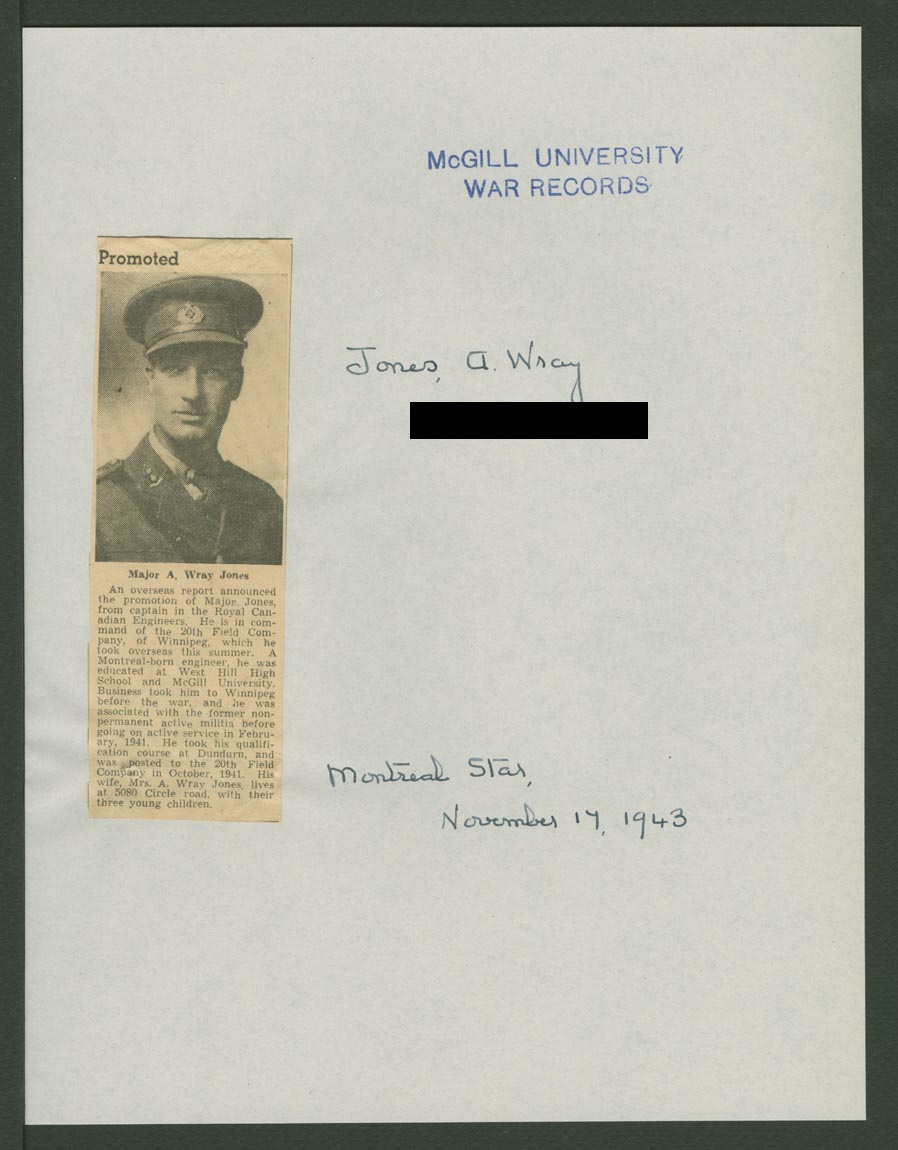 McGILL UNIVERSITY
WAR RECORDS
Promoted
Jones, A. Wray
Major A. Wray Jones
An overseas report announced
the promotion of Major Jones,
from captain in the Royal Can-
adian Engineers. He is in com-
mand of the 20th Field Com-
pany, of Winnipeg, which he
took overseas this summer. A
Montreal-born engineer, he was
educated at West Hill High
School and McGill University.
Business took him to Winnipeg
before the war, and he was
associated with the former non-
permanent active militia before
going on active service in Febru-
ary, 1941. He took his qualifi-
cation course at Dundurn, and
was posted to the 20th Field
Company in October, 1941. His
wife, Mrs. A. Wray Jones, lives
at 5080 Circle road, with their
three young children.
Montreal Star,
November 17, 1943